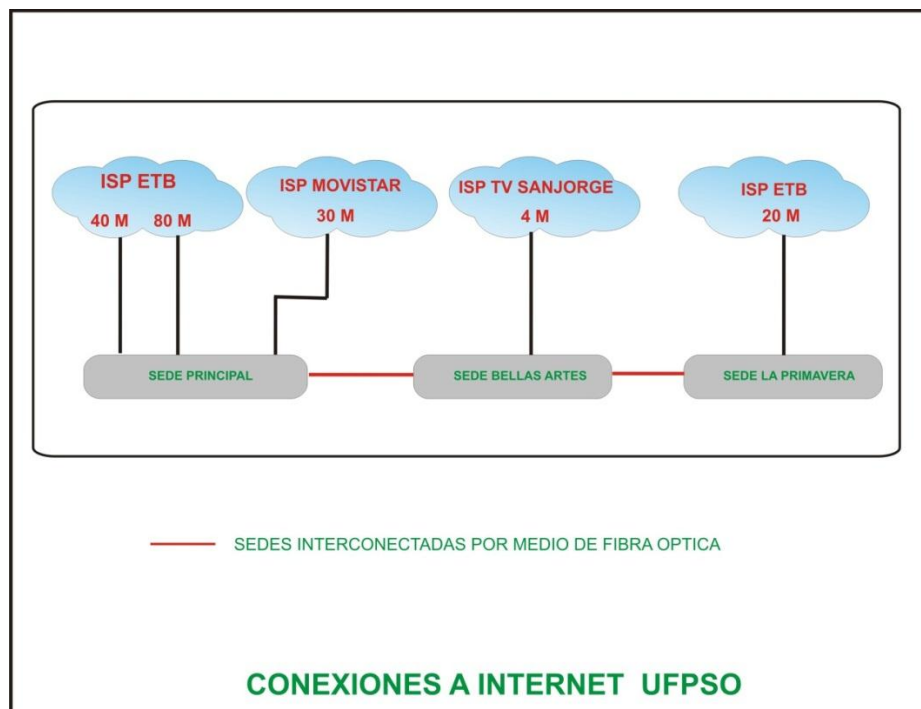 ISP ETB
40 M 80 M
ISP MOVISTAR
30 M
ISP TV SANJORGE
4 M
ISP ETB
20 M
SEDE PRINCIPAL
SEDE BELLAS ARTES
SEDE LA PRIMAVERA
SEDES INTERCONECTADAS POR MEDIO DE FIBRA OPTICA
CONEXIONES A INTERNET UFPSO